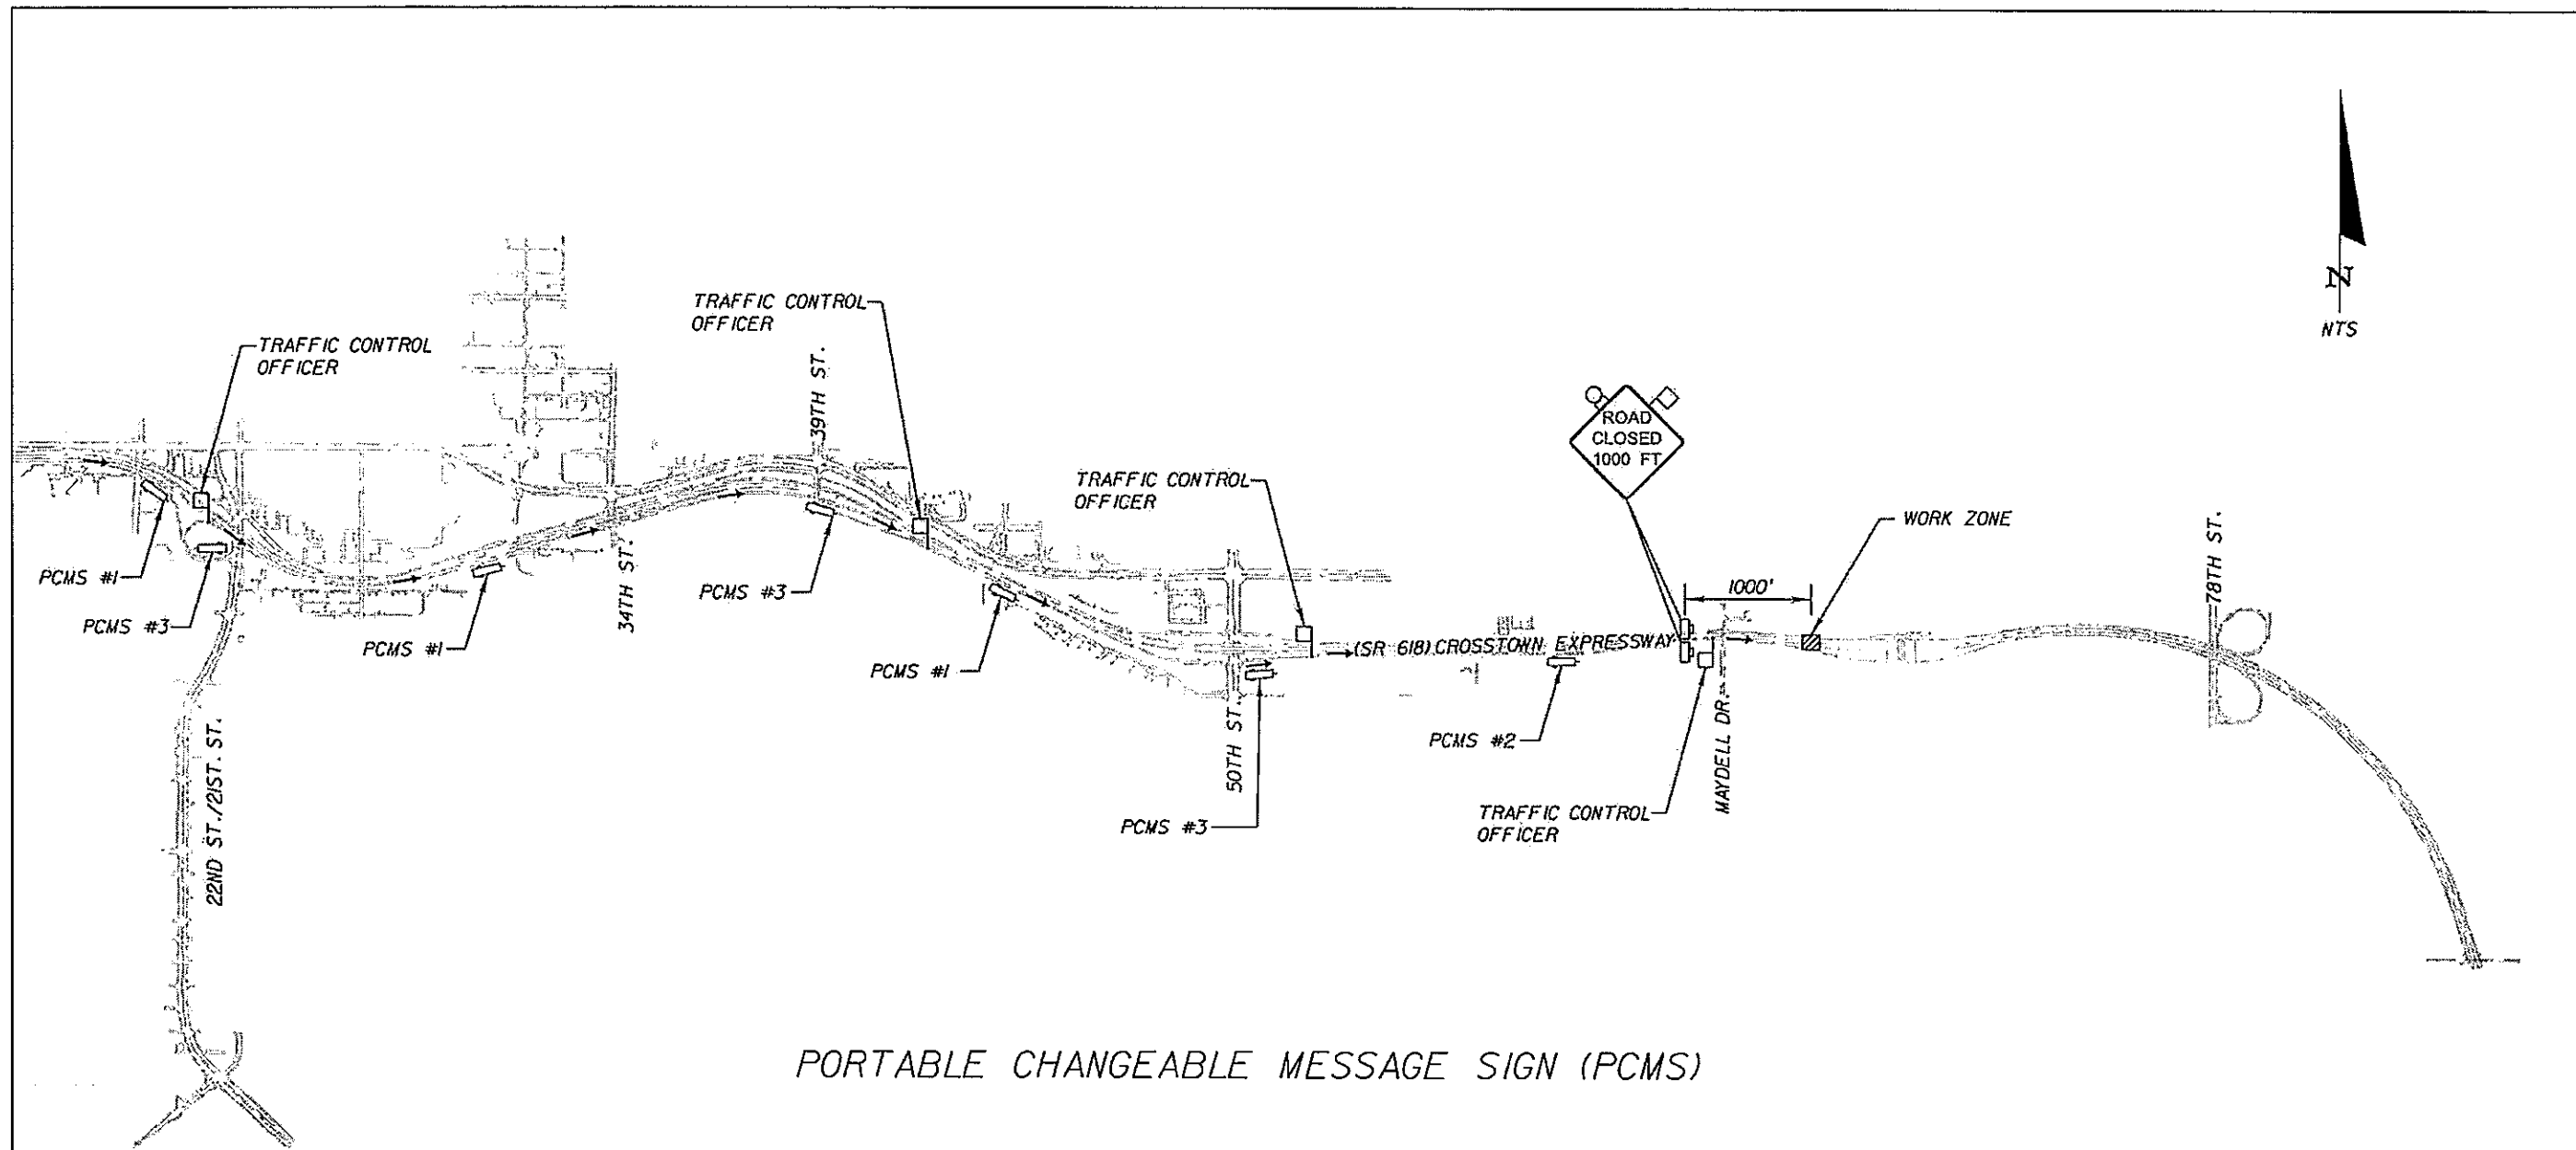 TRAFFIC CONTROL
OFFICER
TRAFFIC CONTROL
OFFICER
39TH ST.
N
NTS
ROAD
CLOSED
1000 FT
TRAFFIC CONTROL
OFFICER
WORK ZONE
78TH ST.
PCMS #1
PCMS #3
PCMS #1
34TH ST.
PCMS #3
PCMS #1
1000'
(SR 618) CROSSTOWN EXPRESSWAY
22ND ST./21ST. ST.
50TH ST.
PCMS #2
MAYDELL DR.
PCMS #3
TRAFFIC CONTROL
OFFICER
PORTABLE CHANGEABLE MESSAGE SIGN (PCMS)